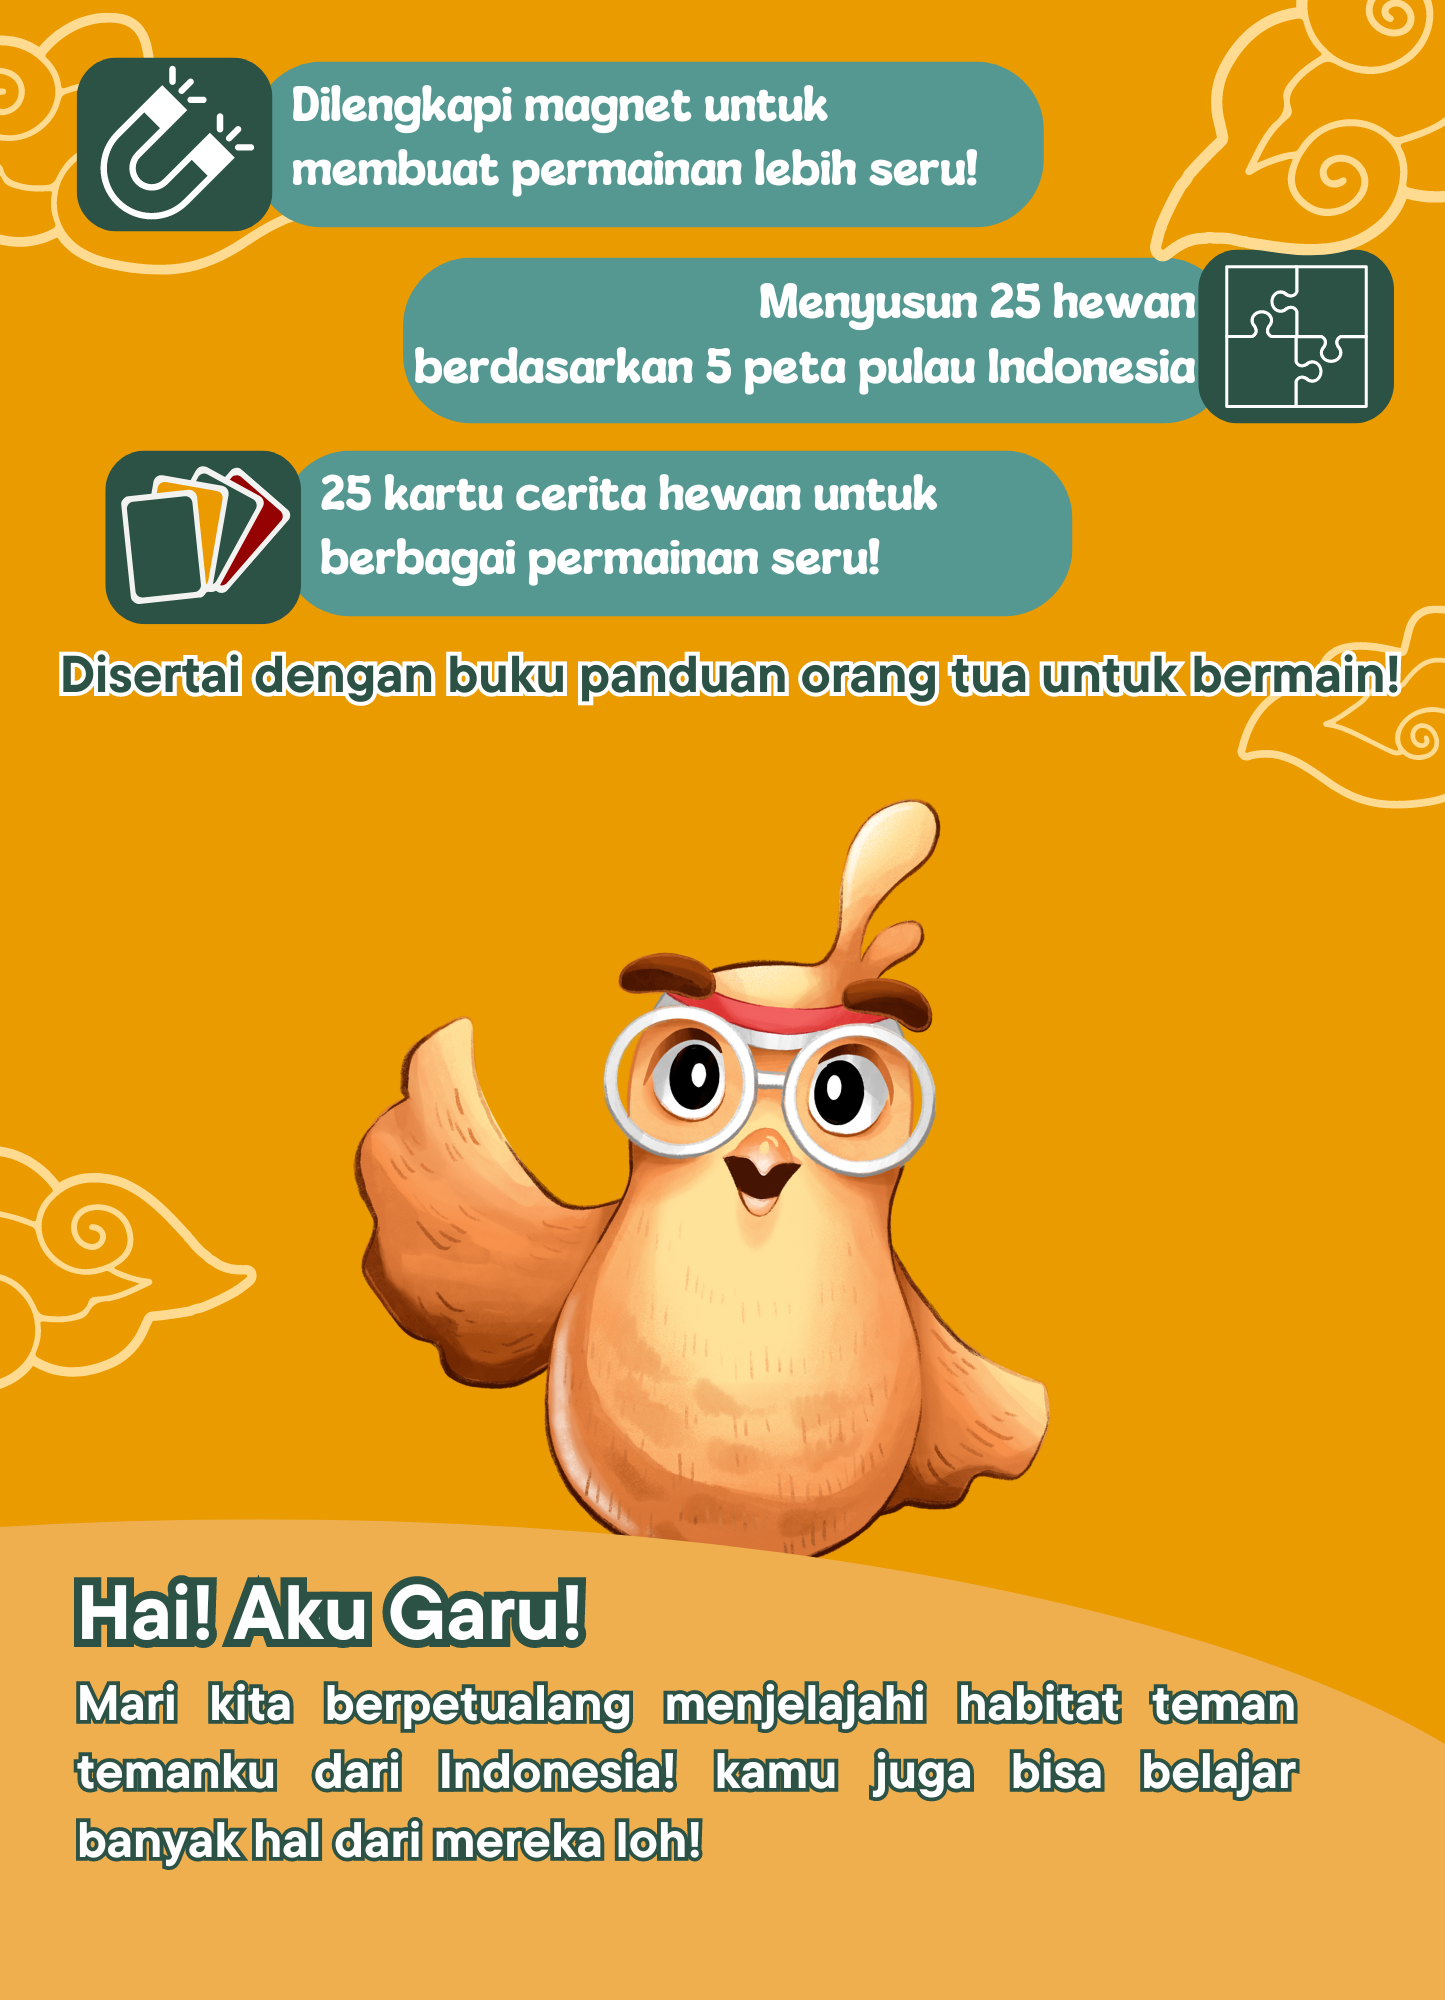 Dilengkapi magnet untuk
membuat permainan lebih seru!
Menyusun 25 hewan
berdasarkan 5 peta pulau Indonesia
25 kartu cerita hewan untuk
berbagai permainan seru!
Disertai dengan buku panduan orang tua untuk bermain!
Hai! Aku Garu!
Mari kita berpetualang menjelajahi habitat teman
temanku dari Indonesia! kamu juga bisa belajar
banyak hal dari mereka loh!